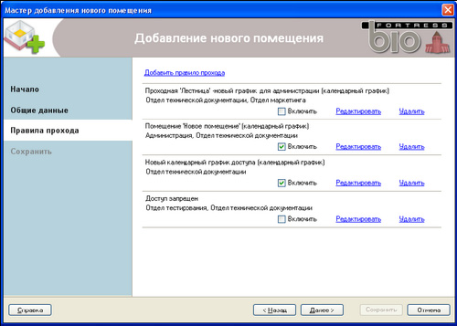 Мастер добавления нового помещения
Добавление нового помещения
FORTRESS
bio
Начало
Общие данные
Правила прохода
Сохранить
Добавить правило прохода
Проходная 'Лестница' новый график для администрации (календарный график)
Отдел технической документации, Отдел маркетинга
Включить Редактировать Удалить
Помещение 'Новое помещение' (календарный график)
Администрация, Отдел технической документации
Включить Редактировать Удалить
Новый календарный график доступа (календарный график)
Отдел технической документации
Включить Редактировать Удалить
Доступ запрещен
Отдел тестирования, Отдел технической документации
Включить Редактировать Удалить
Справка < Назад Далее > Сохранить Отмена